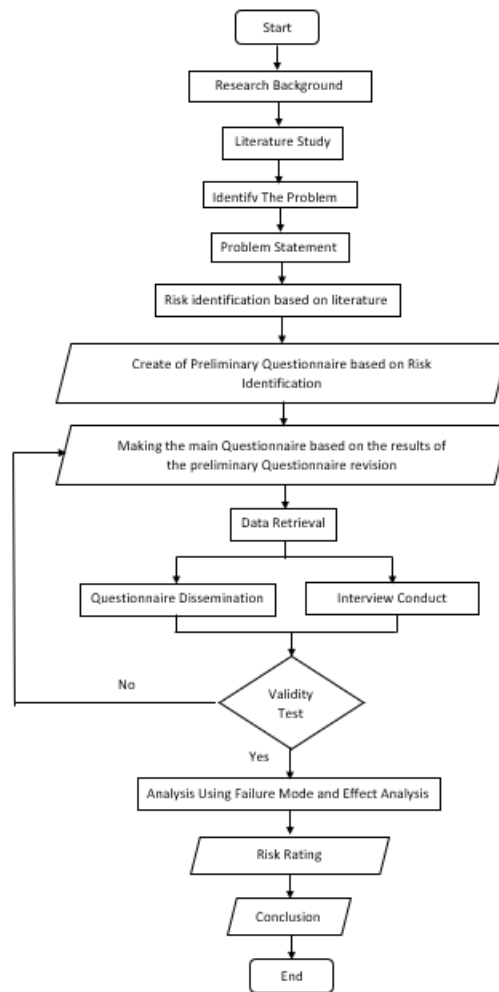 Start
Research Background
Literature Study
Identify The Problem
Problem Statement
Risk identification based on literature
Create of Preliminary Questionnaire based on Risk
Identification
Making the main Questionnaire based on the results of
the preliminary Questionnaire revision
Data Retrieval
Questionnaire Dissemination
Interview Conduct
No
Validity
Test
Yes
Analysis Using Failure Mode and Effect Analysis
Risk Rating
Conclusion
End